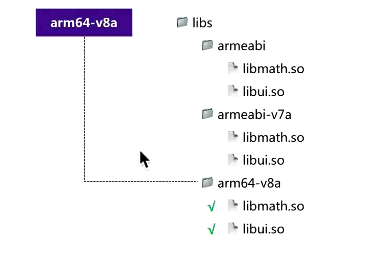 arm64-v8a
libs
armeabi
libmath.so
libui.so
armeabi-v7a
libmath.so
libui.so
arm64-v8a
√ libmath.so
√ libui.so